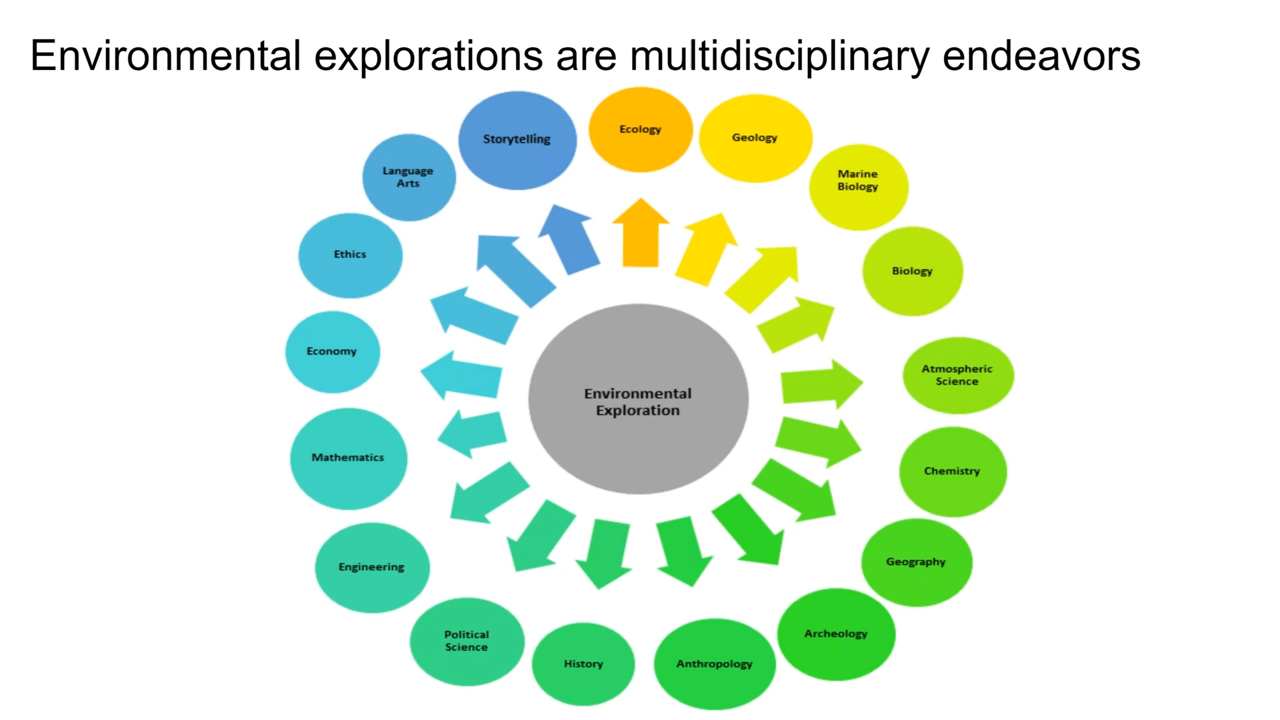 Environmental explorations are multidisciplinary endeavors
Storytelling
Ecology
Geology
Marine
Biology
Biology
Atmospheric
Science
Chemistry
Geography
Archeology
Anthropology
History
Political
Science
Engineering
Mathematics
Economy
Ethics
Language
Arts
Environmental
Exploration